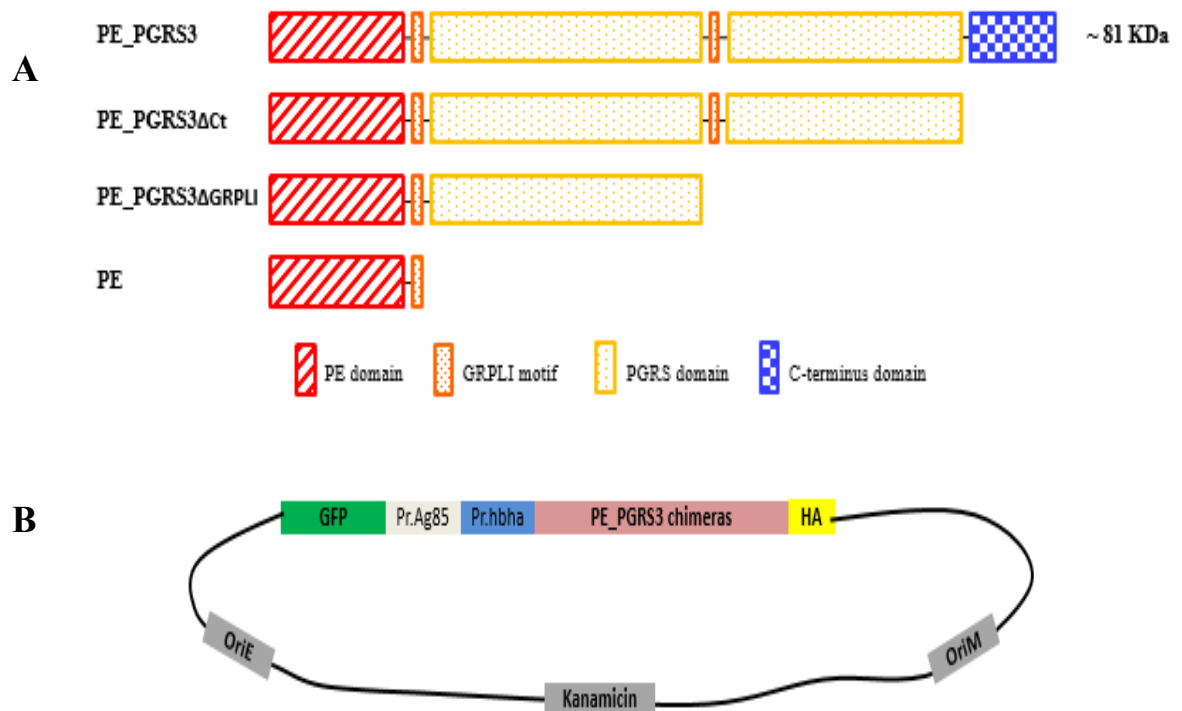 A
PE_PGRS3
~ 81 KDa
PE_PGRS3ΔCt
PE_PGRS3ΔGRPLI
PE
PE domain
GRPLI motif
PGRS domain
C-terminus domain
B
GFP
Pr.Ag85
Pr.hbha
PE_PGRS3 chimeras
HA
OriE
OriM
Kanamicin